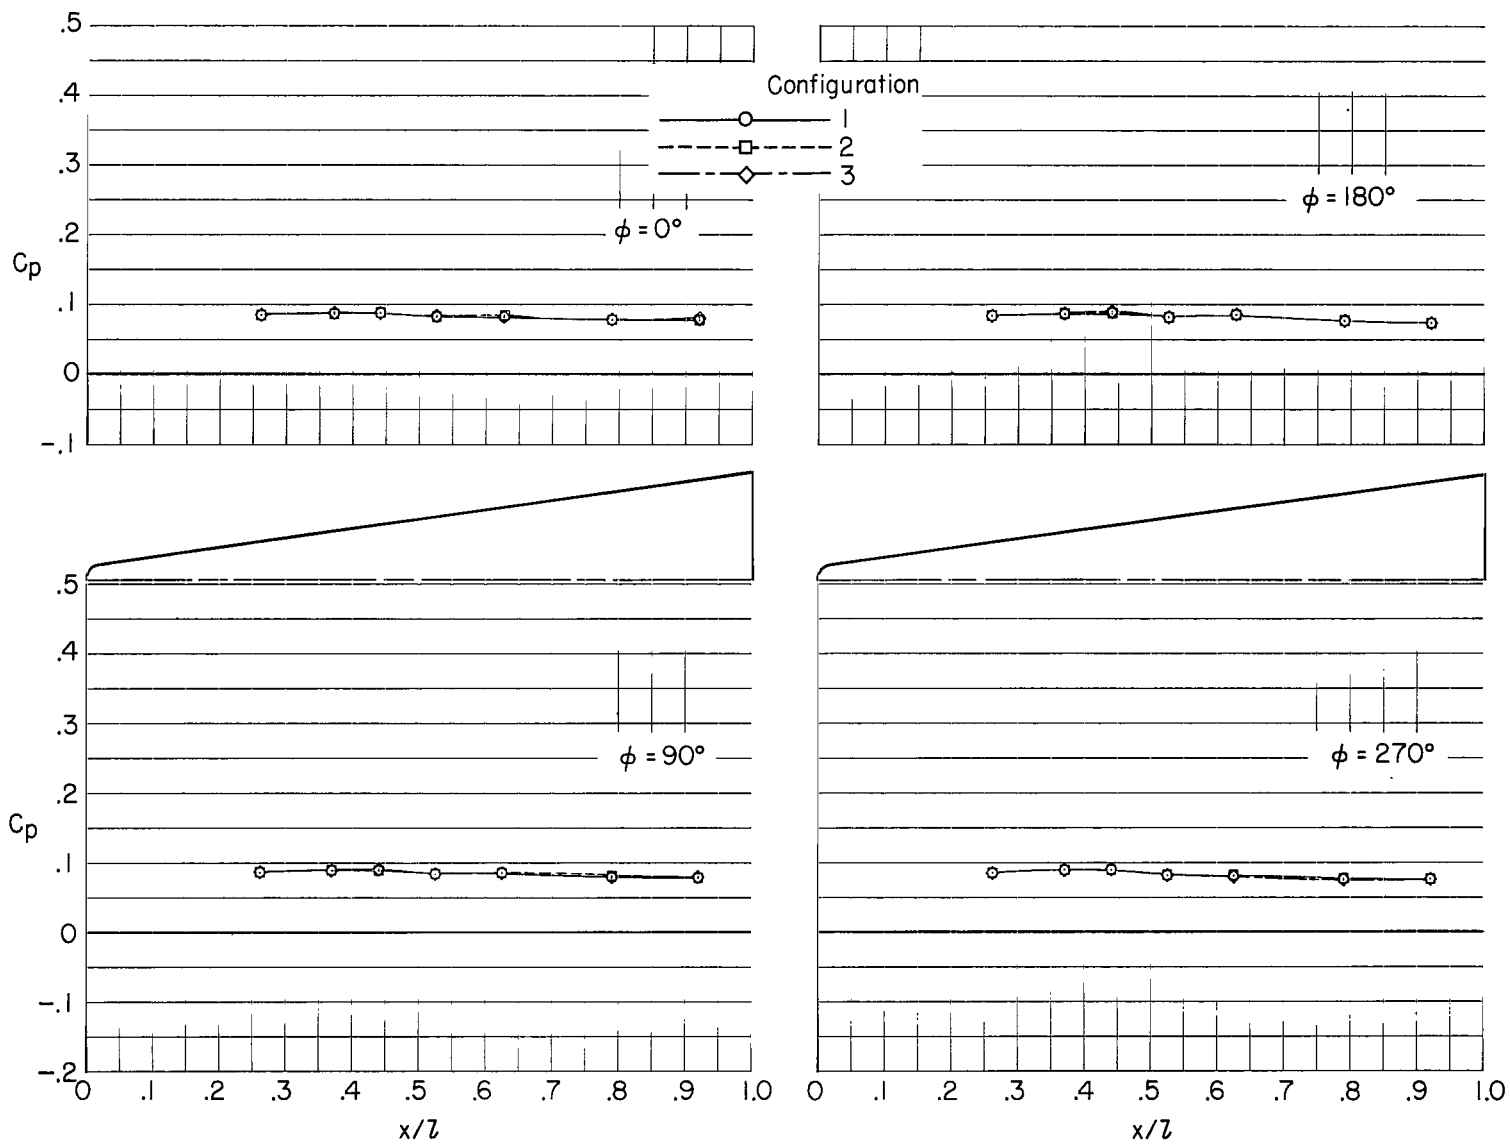 .5
.4
.3
.2
.1
0
-.1
Cp
Configuration
1
2
3
ϕ = 0°
ϕ = 180°
.5
.4
.3
.2
.1
0
-.1
-.2
Cp
ϕ = 90°
ϕ = 270°
0 .1 .2 .3 .4 .5 .6 .7 .8 .9 1.0
0 .1 .2 .3 .4 .5 .6 .7 .8 .9 1.0
x/l
x/l